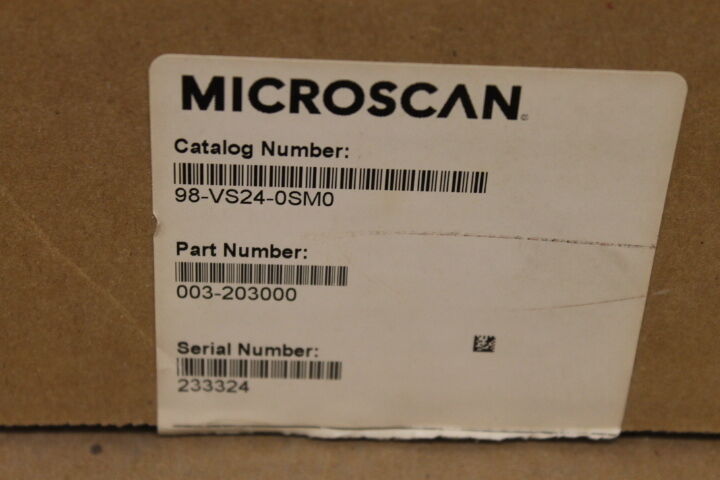 MICROSCAN
Catalog Number:
98-VS24-0SM0
Part Number:
003-203000
Serial Number:
233324